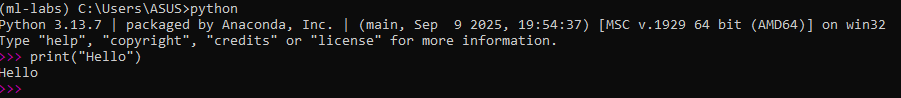 (ml-labs) C:\Users\ASUS>python
Python 3.13.7 | packaged by Anaconda, Inc. | (main, Sep  9 2025, 19:54:37) [MSC v.1929 64 bit (AMD64)] on win32
Type "help", "copyright", "credits" or "license" for more information.
>>> print("Hello")
Hello
>>>